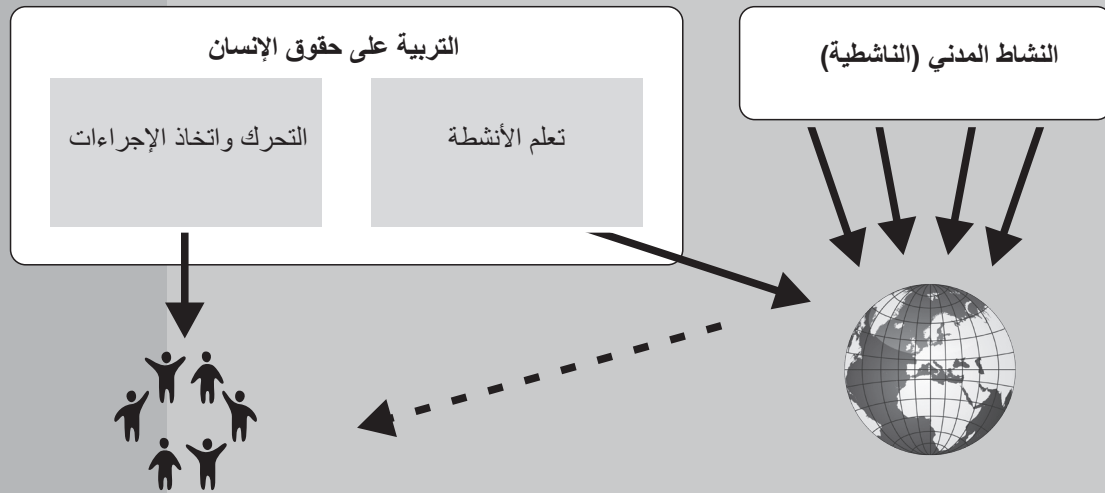 التربية على حقوق الإنسان
النشاط المدني (الناشطية)
تعلم الأنشطة
التحرك واتخاذ الإجراءات